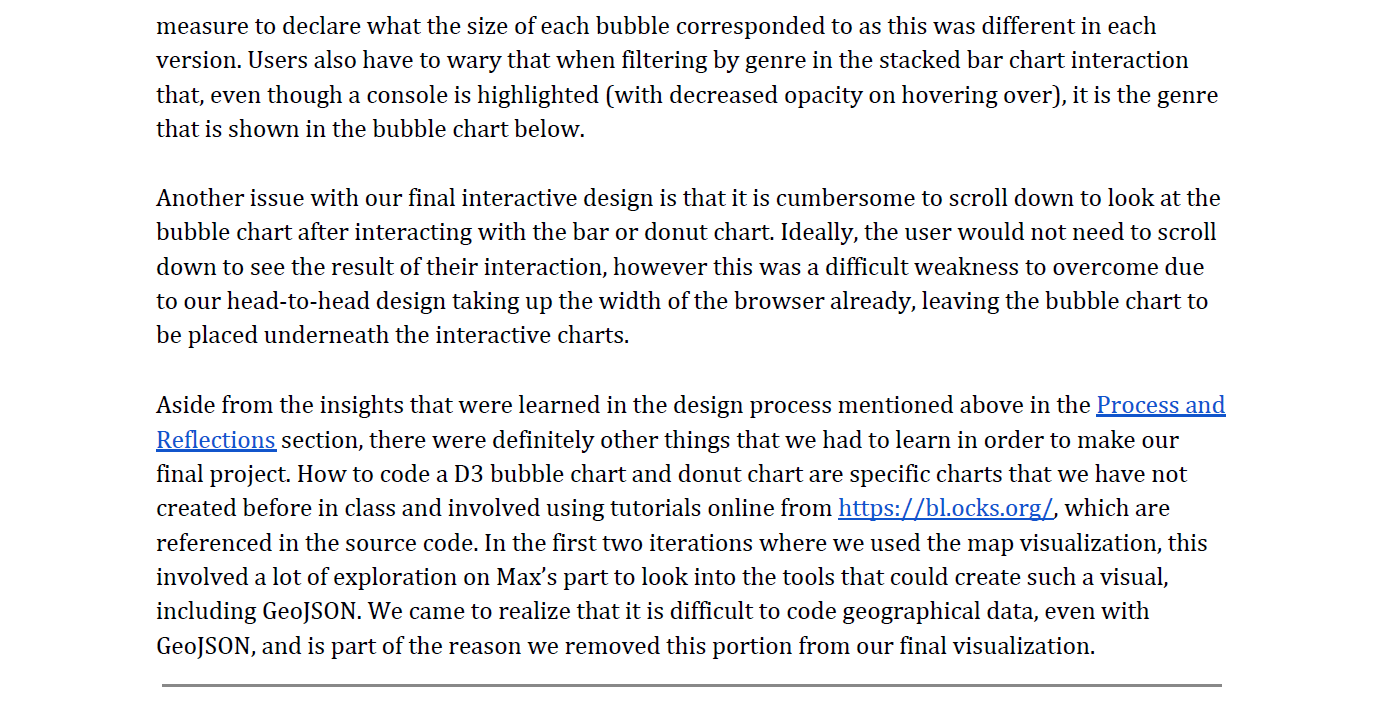 measure to declare what the size of each bubble corresponded to as this was different in each
version. Users also have to wary that when filtering by genre in the stacked bar chart interaction
that, even though a console is highlighted (with decreased opacity on hovering over), it is the genre
that is shown in the bubble chart below.
Another issue with our final interactive design is that it is cumbersome to scroll down to look at the
bubble chart after interacting with the bar or donut chart. Ideally, the user would not need to scroll
down to see the result of their interaction, however this was a difficult weakness to overcome due
to our head-to-head design taking up the width of the browser already, leaving the bubble chart to
be placed underneath the interactive charts.
Aside from the insights that were learned in the design process mentioned above in the Process and
Reflections section, there were definitely other things that we had to learn in order to make our
final project. How to code a D3 bubble chart and donut chart are specific charts that we have not
created before in class and involved using tutorials online from https://bl.ocks.org/, which are
referenced in the source code. In the first two iterations where we used the map visualization, this
involved a lot of exploration on Max’s part to look into the tools that could create such a visual,
including GeoJSON. We came to realize that it is difficult to code geographical data, even with
GeoJSON, and is part of the reason we removed this portion from our final visualization.